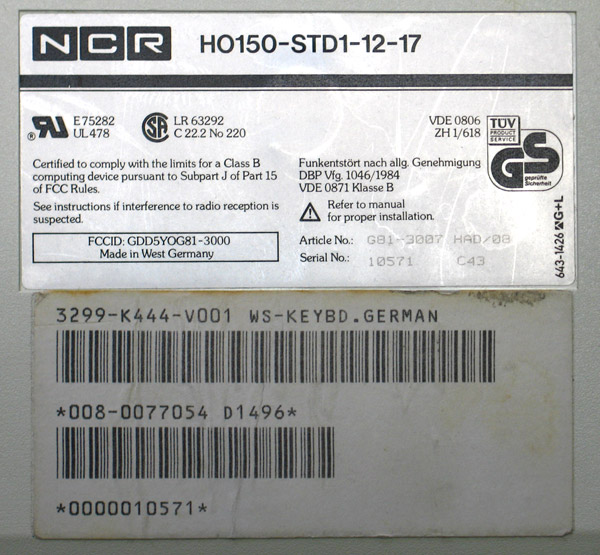 NCR HO150-STD1-12-17
E75282
UL 478
LR 63292
C 22.2 No 220
VDE 0806
ZH 1/618
TÜV
PRODUCT
SERVICE
GS
geprüfte
Sicherheit
Certified to comply with the limits for a Class B
computing device pursuant to Subpart J of Part 15
of FCC Rules.
See instructions if interference to radio reception is
suspected.
FCCID: GDD5YOG81-3000
Made in West Germany
Funkentstört nach allg. Genehmigung
DBP Vfg. 1046/1984
VDE 0871 Klasse B
Refer to manual
for proper installation.
Article No.: G81-3007 HAD/08
Serial No.: 10571 C43
643-1426 G+L
3299-K444-V001 WS-KEYBD.GERMAN
*008-0077054 D1496*
*0000010571*